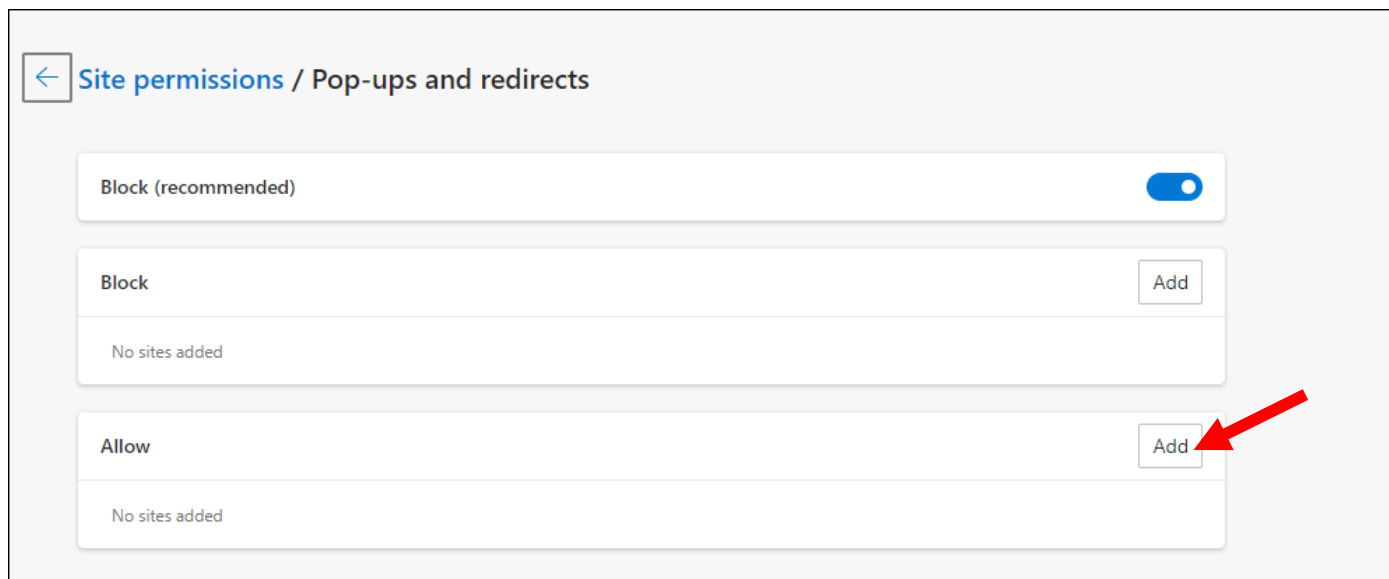 Site permissions / Pop-ups and redirects
Block (recommended)
Block
Add
No sites added
Allow
Add
No sites added